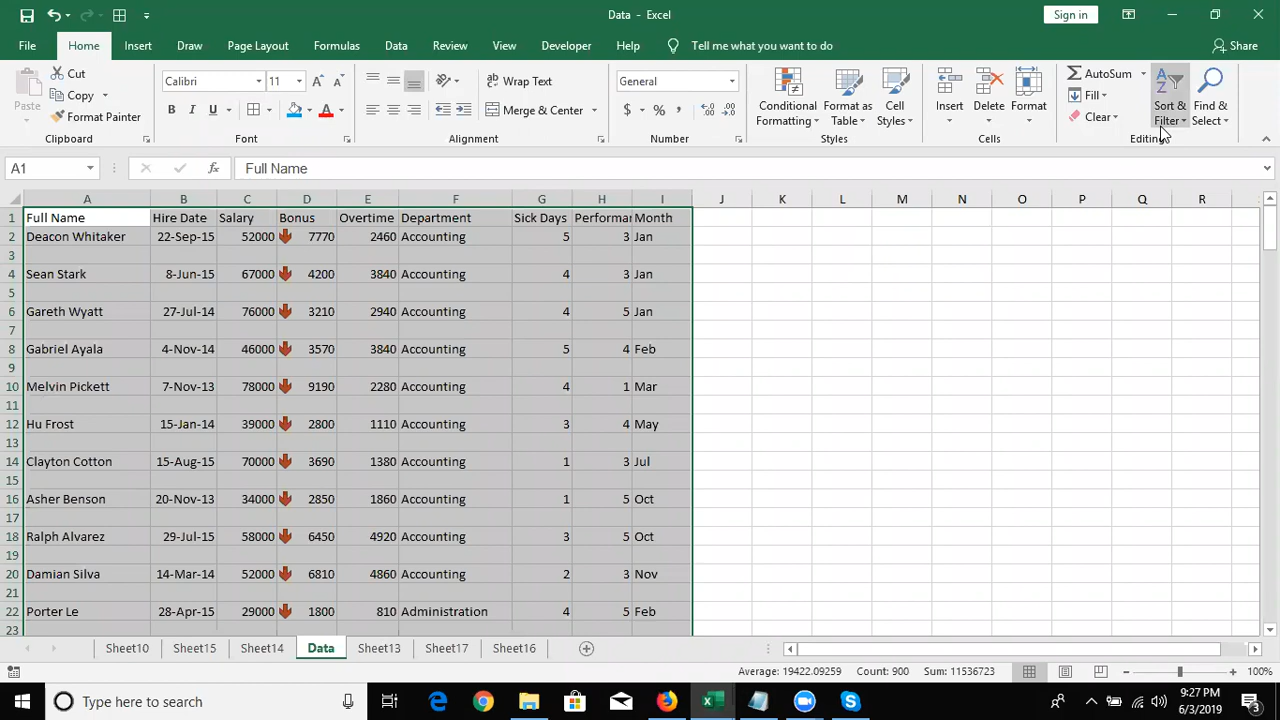 Data - Excel
Sign in
File Home Insert Draw Page Layout Formulas Data Review View Developer Help Tell me what you want to do Share
Paste Cut Copy Format Painter
Clipboard
Calibri 11
B I U A A A
Font
Wrap Text
Merge & Center
Alignment
General
$ % ,
Number
Conditional Formatting
Format as Table
Cell Styles
Styles
Insert Delete Format
Cells
AutoSum
Fill
Clear
Sort & Filter
Find & Select
Editing
A1 fx Full Name
A B C D E F G H I J K L M N O P Q R
1 Full Name Hire Date Salary Bonus Overtime Department Sick Days Performar Month
2 Deacon Whitaker 22-Sep-15 52000 7770 2460 Accounting 5 3 Jan
3
4 Sean Stark 8-Jun-15 67000 4200 3840 Accounting 4 3 Jan
5
6 Gareth Wyatt 27-Jul-14 76000 3210 2940 Accounting 4 5 Jan
7
8 Gabriel Ayala 4-Nov-14 46000 3570 3840 Accounting 5 4 Feb
9
10 Melvin Pickett 7-Nov-13 78000 9190 2280 Accounting 4 1 Mar
11
12 Hu Frost 15-Jan-14 39000 2800 1110 Accounting 3 4 May
13
14 Clayton Cotton 15-Aug-15 70000 3690 1380 Accounting 1 3 Jul
15
16 Asher Benson 20-Nov-13 34000 2850 1860 Accounting 1 5 Oct
17
18 Ralph Alvarez 29-Jul-15 58000 6450 4920 Accounting 3 5 Oct
19
20 Damian Silva 14-Mar-14 52000 6810 4860 Accounting 2 3 Nov
21
22 Porter Le 28-Apr-15 29000 1800 810 Administration 4 5 Feb
23
Sheet10 Sheet15 Sheet14 Data Sheet13 Sheet17 Sheet16
Average: 19422.09259 Count: 900 Sum: 11536723 100%
Type here to search
9:27 PM
6/3/2019
3